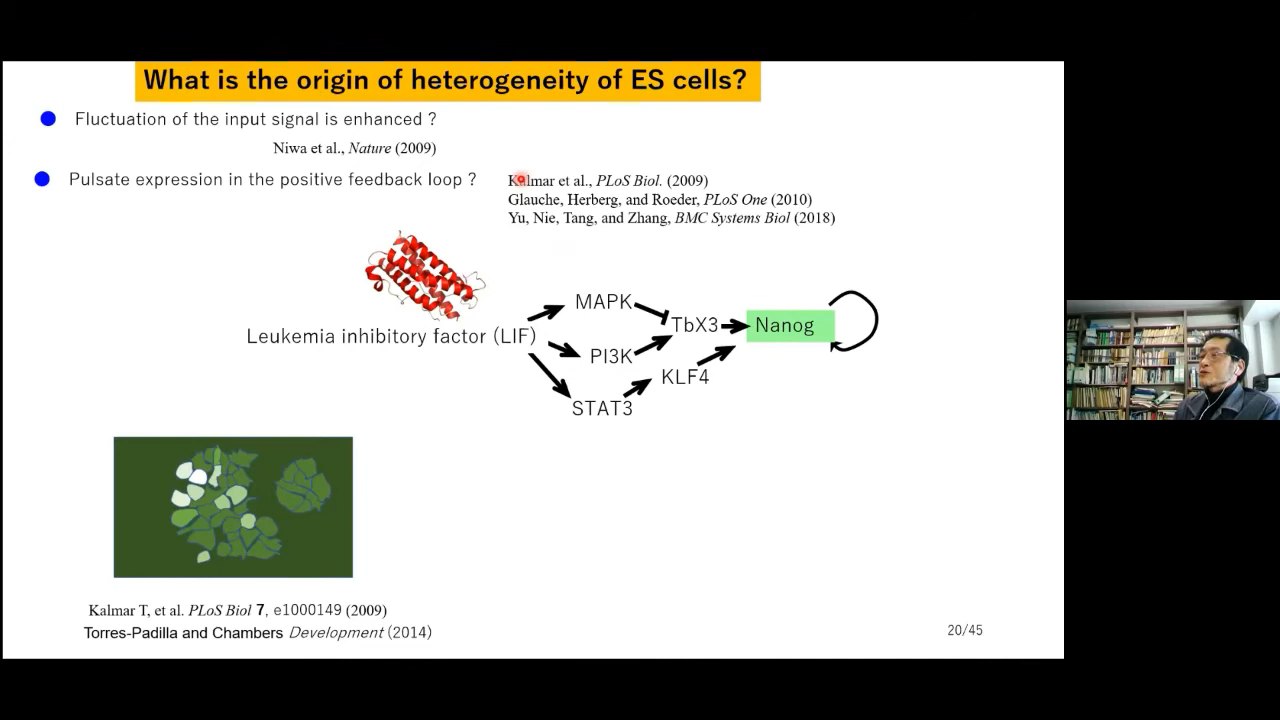 What is the origin of heterogeneity of ES cells?
Fluctuation of the input signal is enhanced ?
Niwa et al., Nature (2009)
Pulsate expression in the positive feedback loop ?
Kalmar et al., PLoS Biol. (2009)
Glauche, Herberg, and Roeder, PLoS One (2010)
Yu, Nie, Tang, and Zhang, BMC Systems Biol (2018)
MAPK
TbX3
Nanog
Leukemia inhibitory factor (LIF)
PI3K
KLF4
STAT3
Kalmar T, et al. PLoS Biol 7, e1000149 (2009)
Torres-Padilla and Chambers Development (2014)
20/45